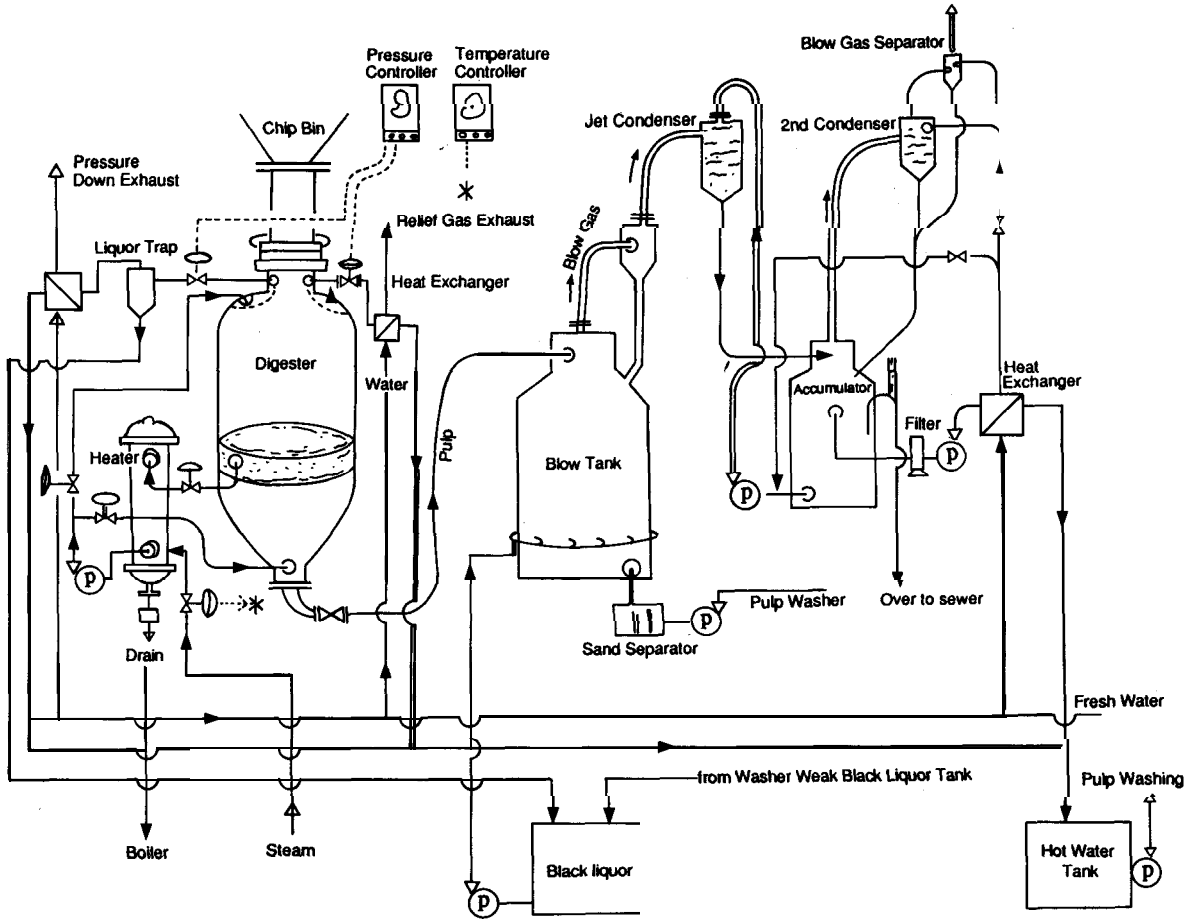 Blow Gas Separator
Pressure
Controller
Temperature
Controller
Chip Bin
Jet Condenser
2nd Condenser
Pressure
Down Exhaust
Relief Gas Exhaust
Liquor Trap
Blow Gas
Heat Exchanger
Digester
Water
Heat
Exchanger
Accumulator
Filter
Heater
Pulp
Blow Tank
P
P
P
Pulp Washer
P
Over to sewer
Sand Separator
Drain
Fresh Water
from Washer Weak Black Liquor Tank
Pulp Washing
Boiler
Steam
Black liquor
Hot Water
Tank
P
P